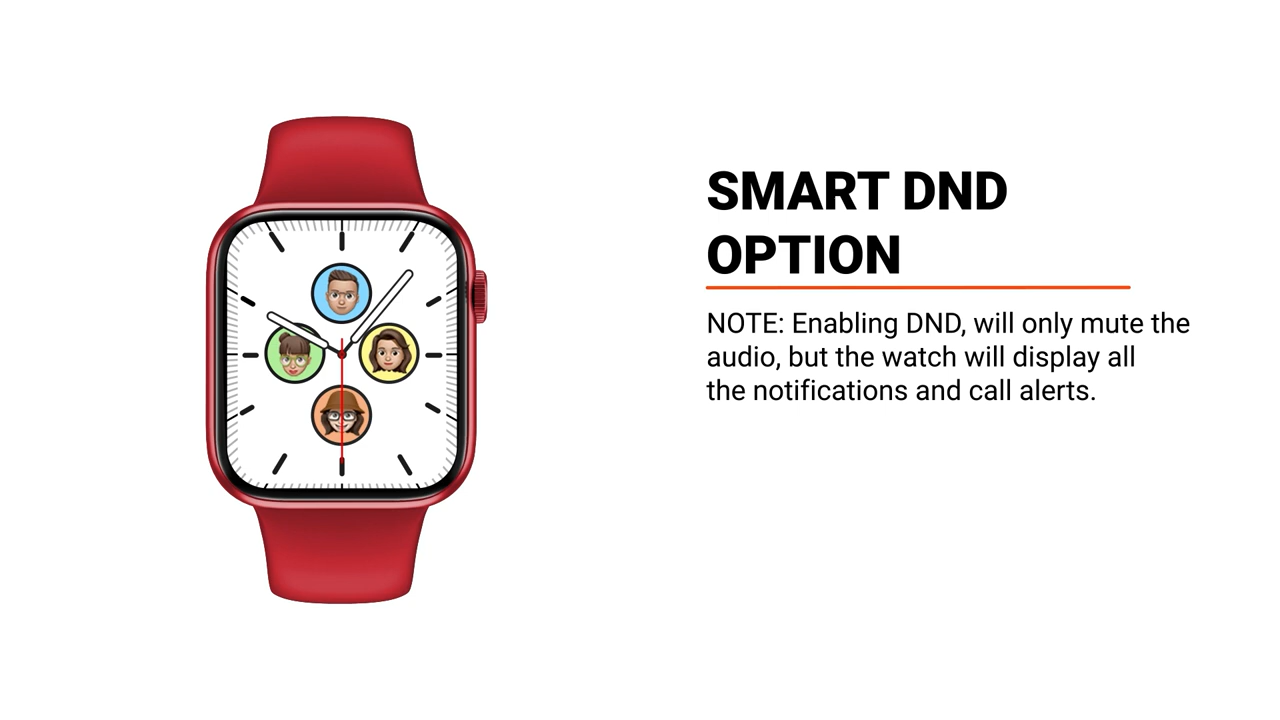 SMART DND
OPTION
NOTE: Enabling DND, will only mute the
audio, but the watch will display all
the notifications and call alerts.